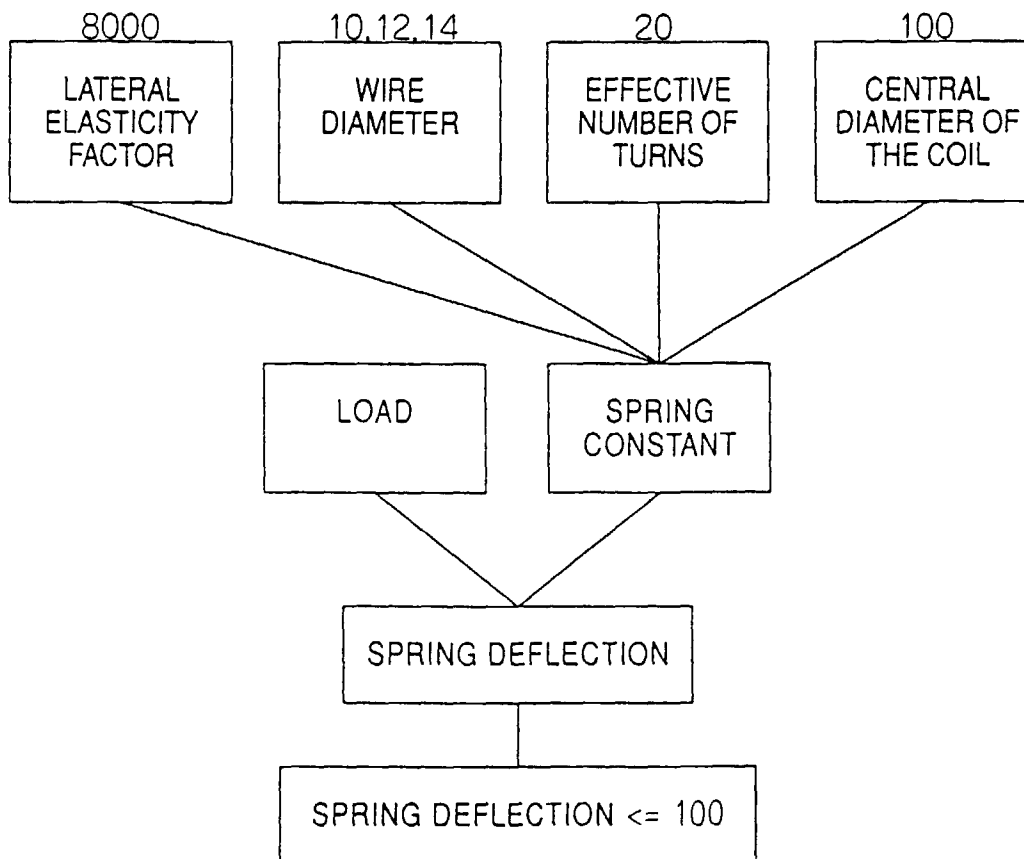 8000
10,12,14
20
100
LATERAL
ELASTICITY
FACTOR
WIRE
DIAMETER
EFFECTIVE
NUMBER OF
TURNS
CENTRAL
DIAMETER OF
THE COIL
LOAD
SPRING
CONSTANT
SPRING DEFLECTION
SPRING DEFLECTION <= 100